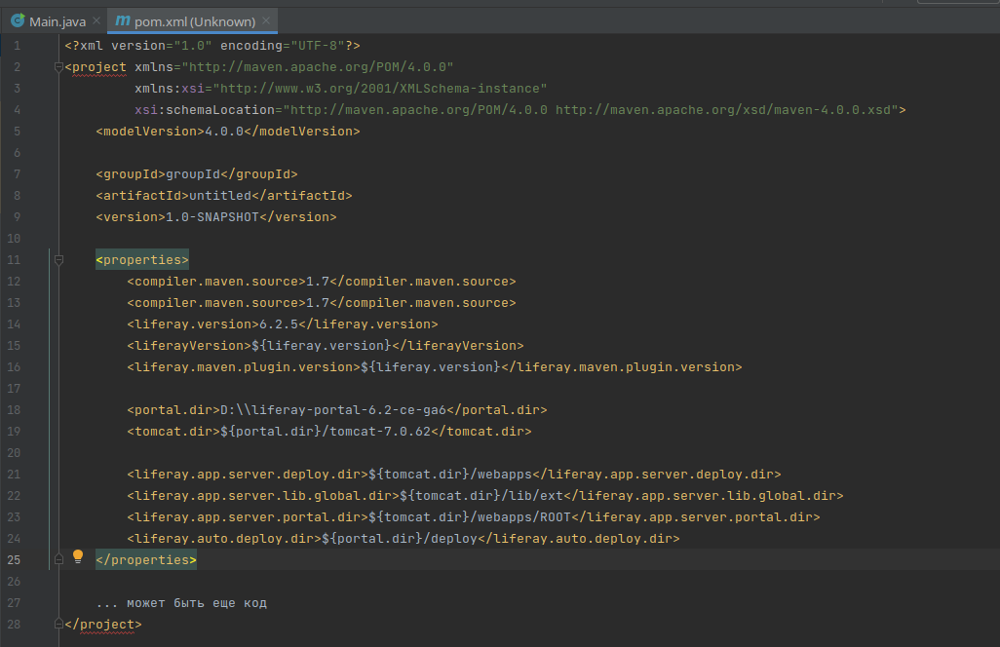 Main.java pom.xml (Unknown)
1 <?xml version="1.0" encoding="UTF-8"?>
2 <project xmlns="http://maven.apache.org/POM/4.0.0"
3 xmlns:xsi="http://www.w3.org/2001/XMLSchema-instance"
4 xsi:schemaLocation="http://maven.apache.org/POM/4.0.0 http://maven.apache.org/xsd/maven-4.0.0.xsd">
5 <modelVersion>4.0.0</modelVersion>
6
7 <groupId>groupId</groupId>
8 <artifactId>untitled</artifactId>
9 <version>1.0-SNAPSHOT</version>
10
11 <properties>
12 <compiler.maven.source>1.7</compiler.maven.source>
13 <compiler.maven.source>1.7</compiler.maven.source>
14 <liferay.version>6.2.5</liferay.version>
15 <liferayVersion>${liferay.version}</liferayVersion>
16 <liferay.maven.plugin.version>${liferay.version}</liferay.maven.plugin.version>
17
18 <portal.dir>D:\\liferay-portal-6.2-ce-ga6</portal.dir>
19 <tomcat.dir>${portal.dir}/tomcat-7.0.62</tomcat.dir>
20
21 <liferay.app.server.deploy.dir>${tomcat.dir}/webapps</liferay.app.server.deploy.dir>
22 <liferay.app.server.lib.global.dir>${tomcat.dir}/lib/ext</liferay.app.server.lib.global.dir>
23 <liferay.app.server.portal.dir>${tomcat.dir}/webapps/ROOT</liferay.app.server.portal.dir>
24 <liferay.auto.deploy.dir>${portal.dir}/deploy</liferay.auto.deploy.dir>
25 </properties>
26
27 ... может быть еще код
28 </project>